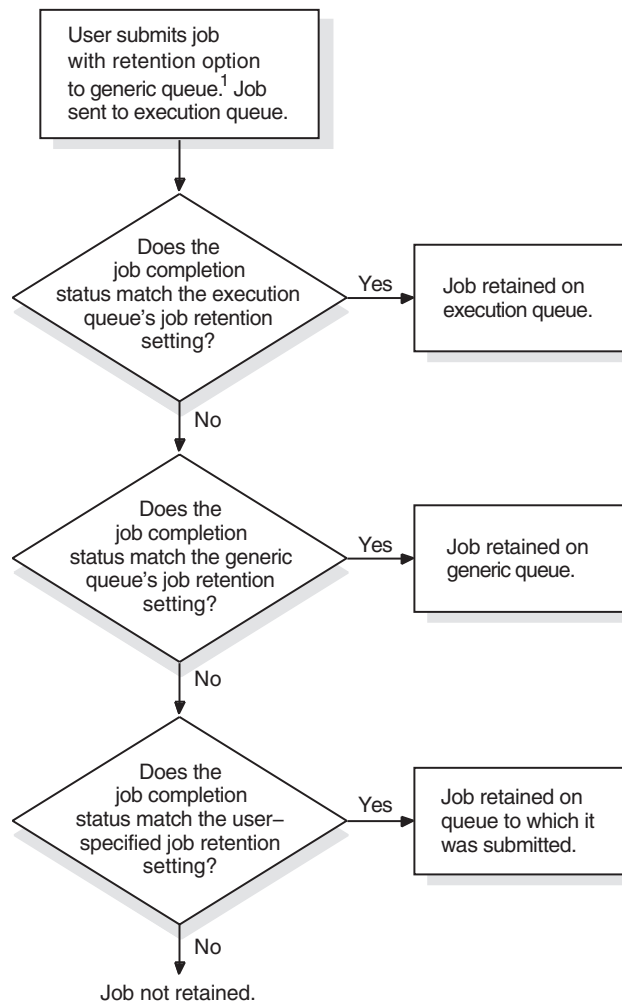 User submits job
with retention option
to generic queue.¹ Job
sent to execution queue.
Does the
job completion
status match the execution
queue's job retention
setting?
Yes
Job retained on
execution queue.
No
Does the
job completion
status match the generic
queue's job retention
setting?
Yes
Job retained on
generic queue.
No
Does the
job completion
status match the user–
specified job retention
setting?
Yes
Job retained on
queue to which it
was submitted.
No
Job not retained.